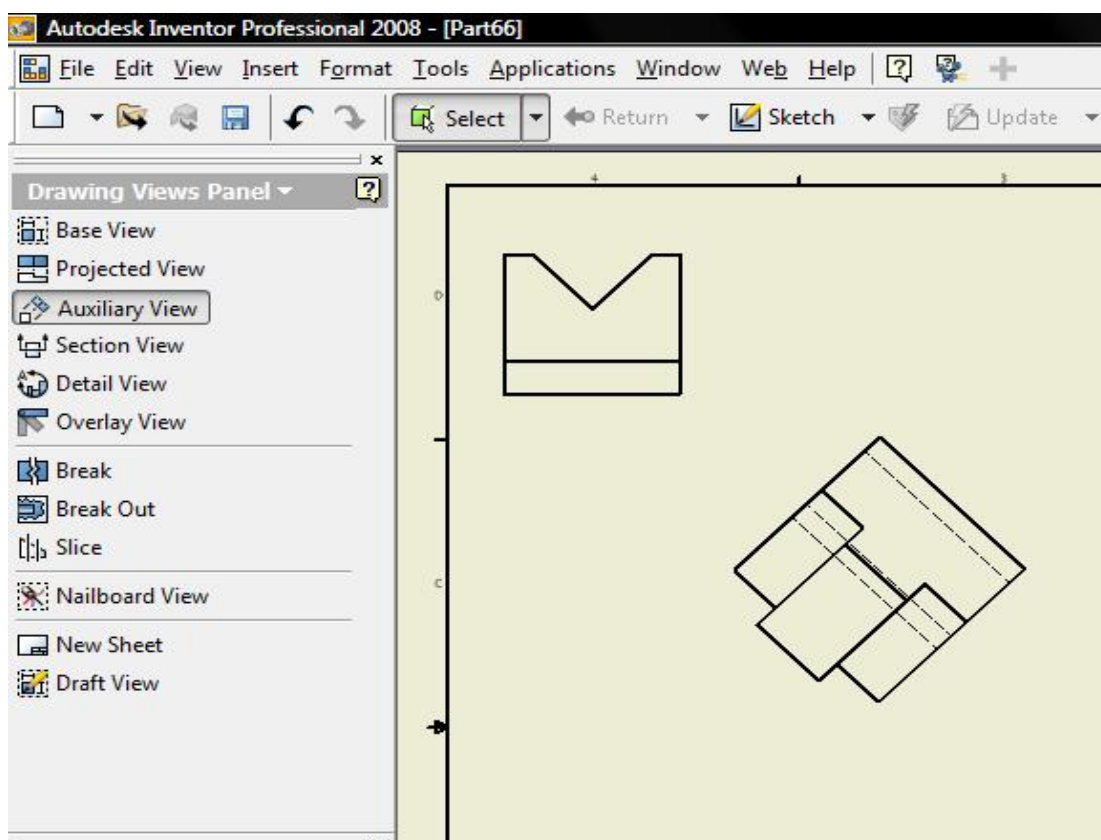 Autodesk Inventor Professional 2008 - [Part66]
File Edit View Insert Format Tools Applications Window Web Help
Select Return Sketch Update
Drawing Views Panel
Base View
Projected View
Auxiliary View
Section View
Detail View
Overlay View
Break
Break Out
Slice
Nailboard View
New Sheet
Draft View
4 3
D
C